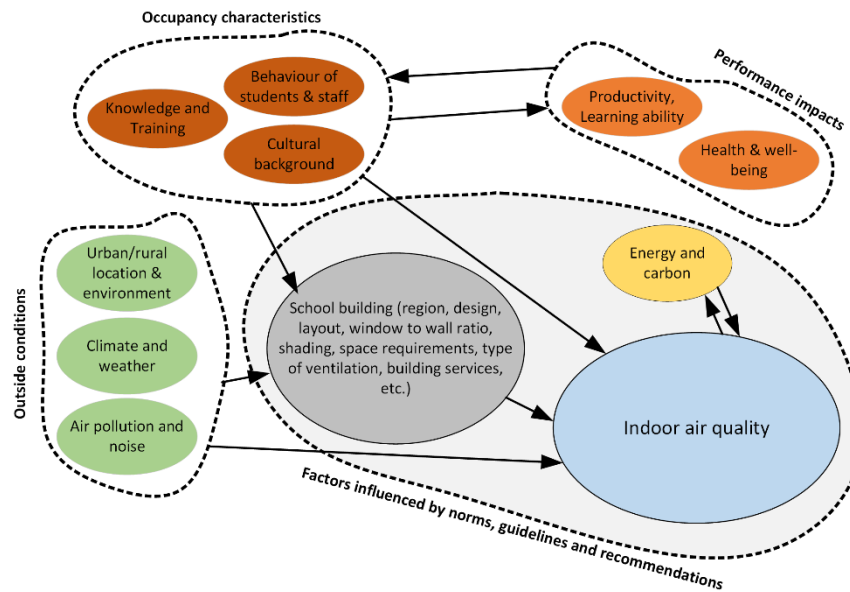 Occupancy characteristics
Behaviour of
students & staff
Knowledge and
Training
Cultural
background
Performance impacts
Productivity,
Learning ability
Health & well-
being
Outside conditions
Urban/rural
location &
environment
Climate and
weather
Air pollution and
noise
School building (region, design,
layout, window to wall ratio,
shading, space requirements, type
of ventilation, building services,
etc.)
Energy and
carbon
Indoor air quality
Factors influenced by norms, guidelines and recommendations